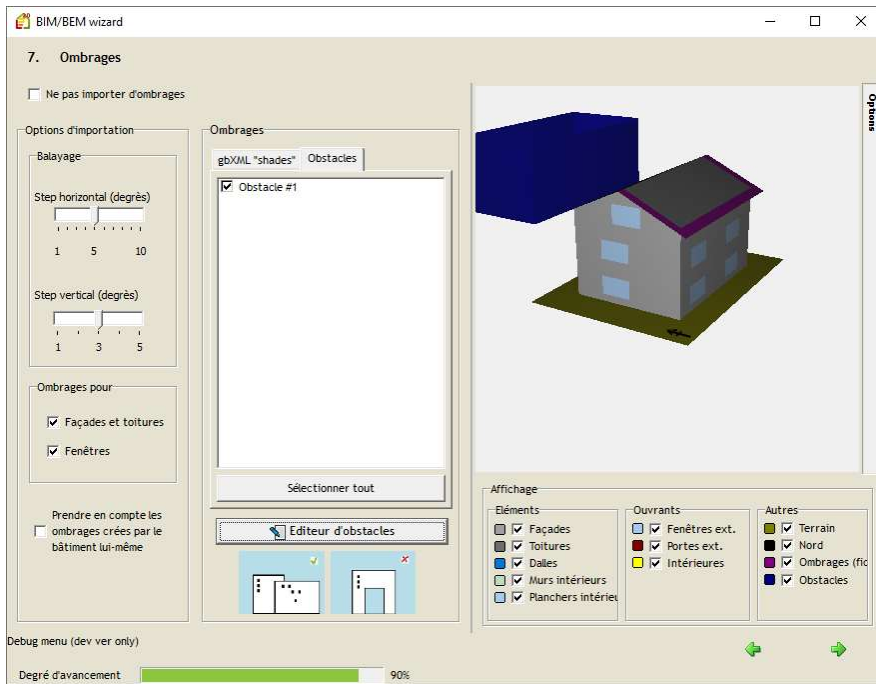 BIM/BEM wizard
7. Ombrages
Ne pas importer d'ombrages
Options d'importation
Balayage
Step horizontal (degrès)
1 5 10
Step vertical (degrès)
1 3 5
Ombrages pour
Façades et toitures
Fenêtres
Prendre en compte les
ombrages crées par le
bâtiment lui-même
Ombrages
gbXML "shades" Obstacles
Obstacle #1
Sélectionner tout
Editeur d'obstacles
Options
Affichage
Eléments
Façades
Toitures
Dalles
Murs intérieurs
Planchers intérieu
Ouvrants
Fenêtres ext.
Portes ext.
Intérieures
Autres
Terrain
Nord
Ombrages (fic
Obstacles
Debug menu (dev ver only)
Degré d'avancement 90%